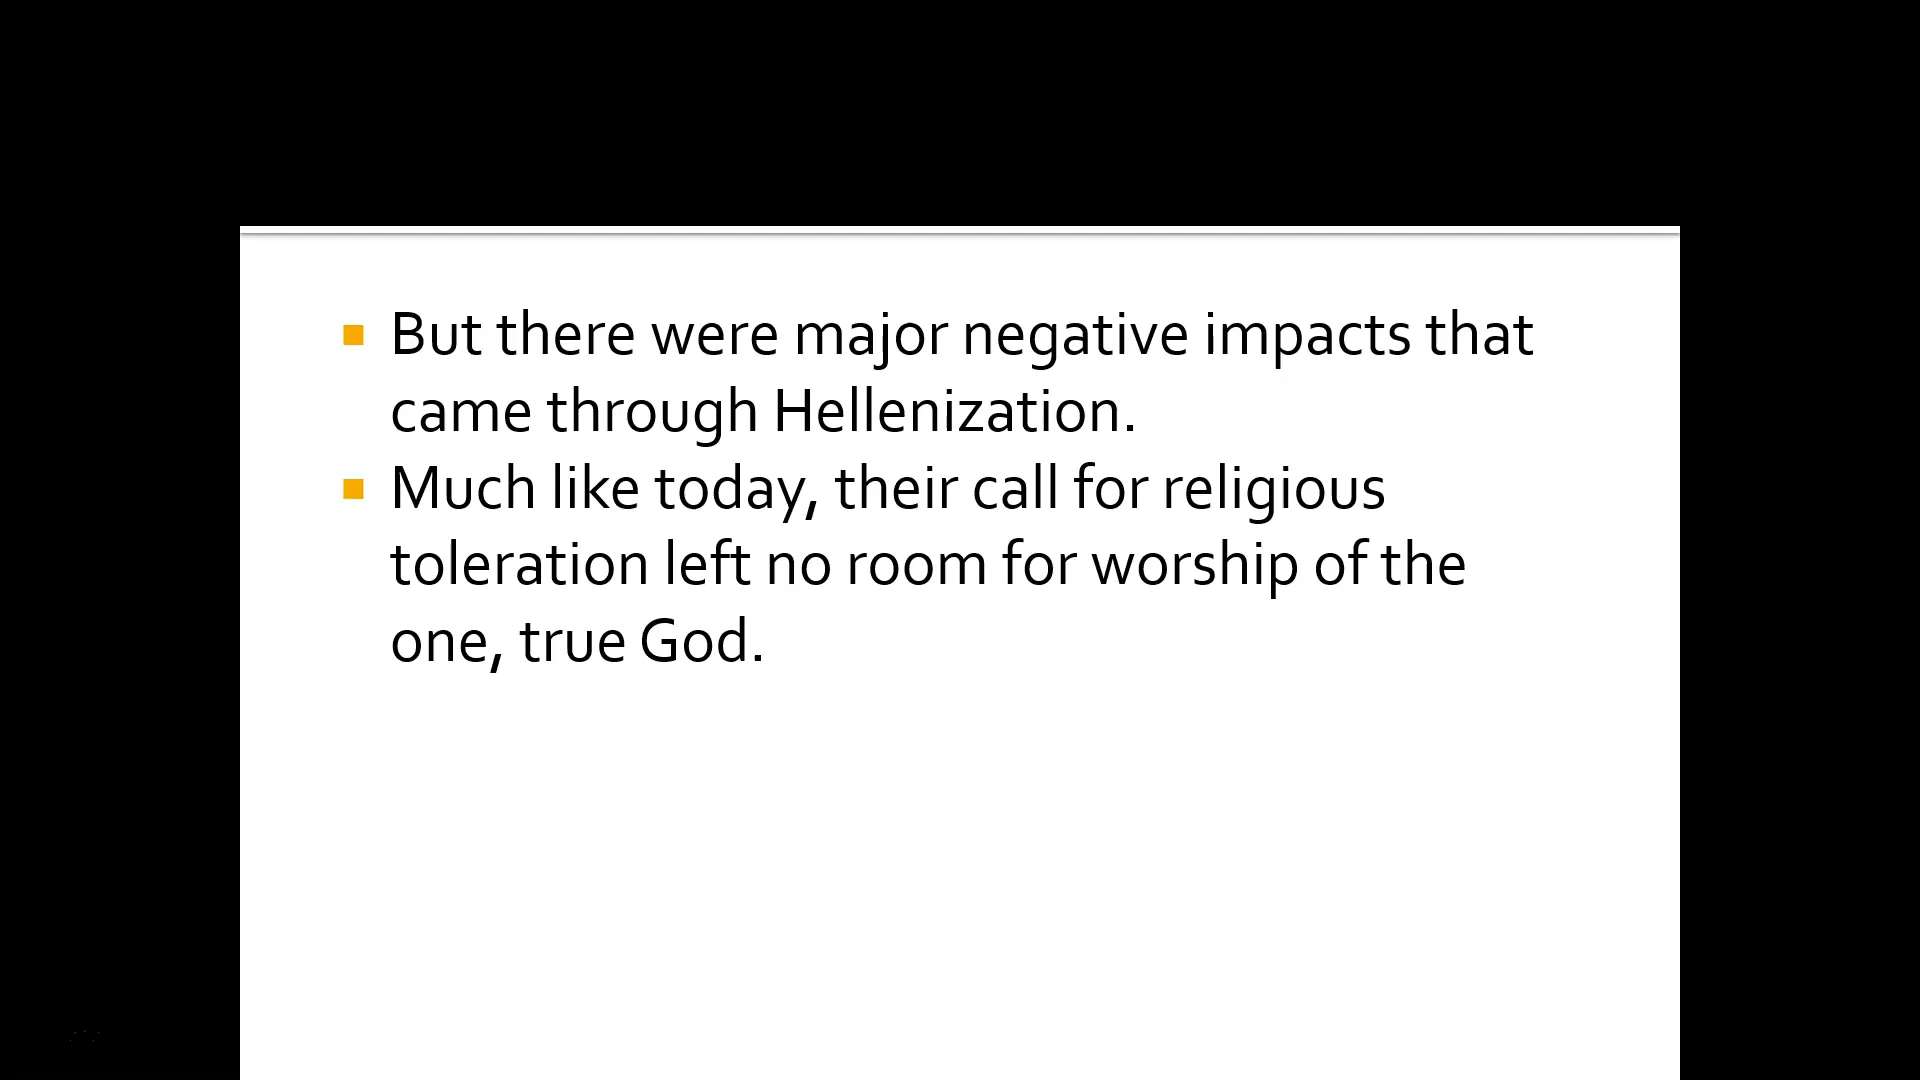 But there were major negative impacts that
came through Hellenization.
Much like today, their call for religious
toleration left no room for worship of the
one, true God.